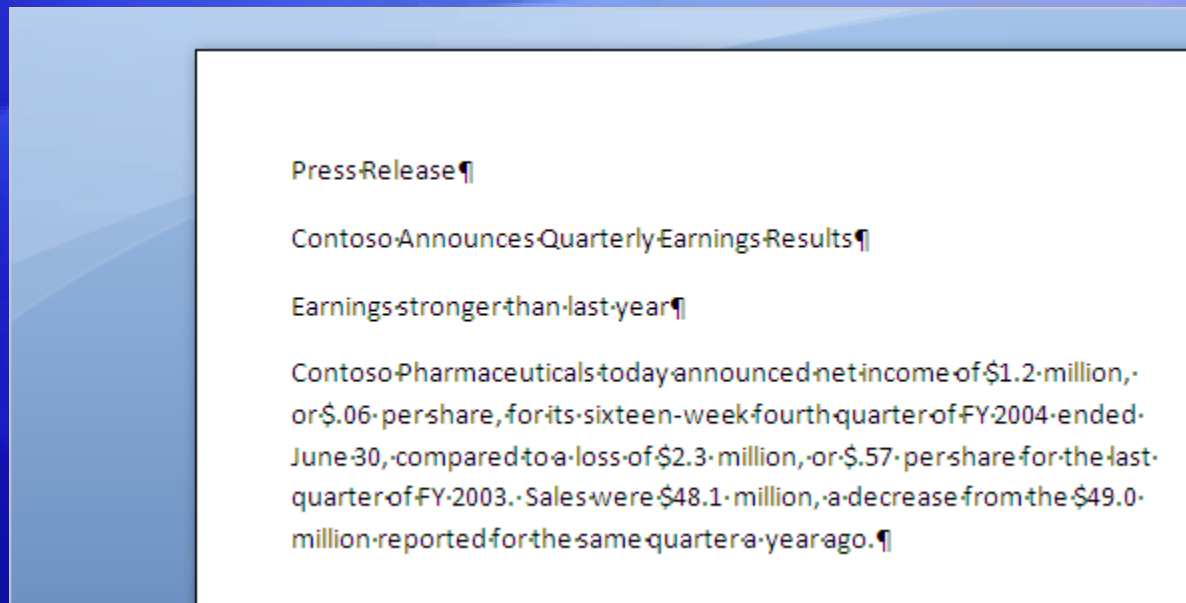 Press Release¶
Contoso Announces Quarterly Earnings Results¶
Earnings stronger than last year¶
Contoso Pharmaceuticals today announced net income of $1.2 million,
or $.06 per share, for its sixteen-week fourth quarter of FY 2004 ended
June 30, compared to a loss of $2.3 million, or $.57 per share for the last
quarter of FY 2003. Sales were $48.1 million, a decrease from the $49.0
million reported for the same quarter a year ago.¶